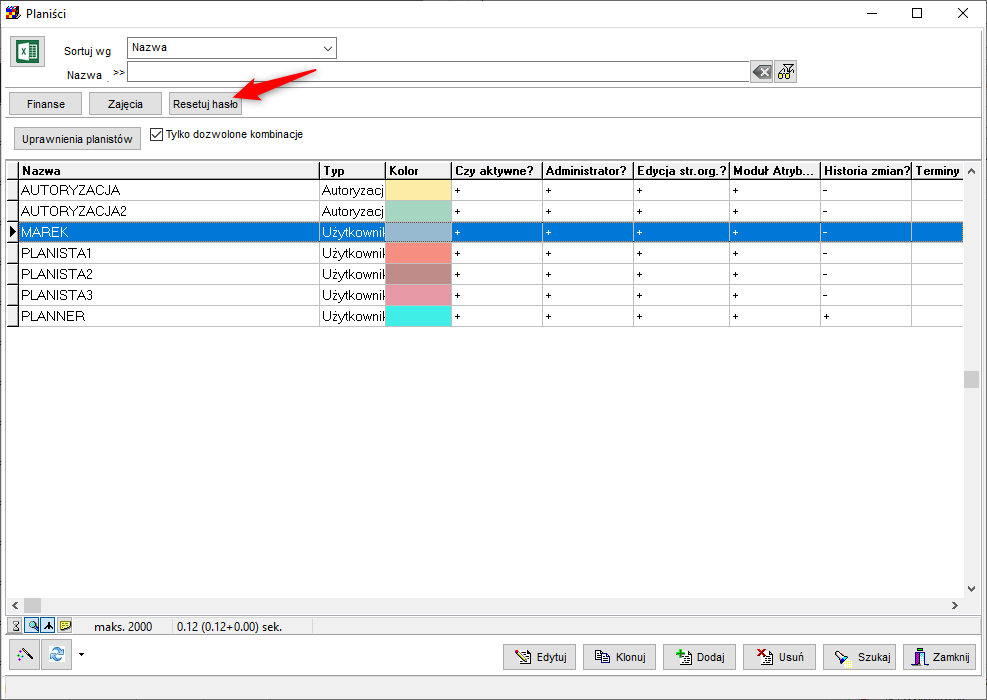 Planiści
Sortuj wg
Nazwa
Nazwa >>
Finanse
Zajęcia
Resetuj hasło
Uprawnienia planistów
Tylko dozwolone kombinacje
Nazwa Typ Kolor Czy aktywne? Administrator? Edycja str.org.? Moduł Atryb... Historia zmian? Terminy
AUTORYZACJA Autoryzacj + + + + -
AUTORYZACJA2 Autoryzacj + + + + -
MAREK Użytkownik + + + + -
PLANISTA1 Użytkownik + + + + -
PLANISTA2 Użytkownik + + + + -
PLANISTA3 Użytkownik + + + + -
PLANNER Użytkownik + + + + +
maks. 2000 0.12 (0.12+0.00) sek.
Edytuj
Klonuj
Dodaj
Usuń
Szukaj
Zamknij